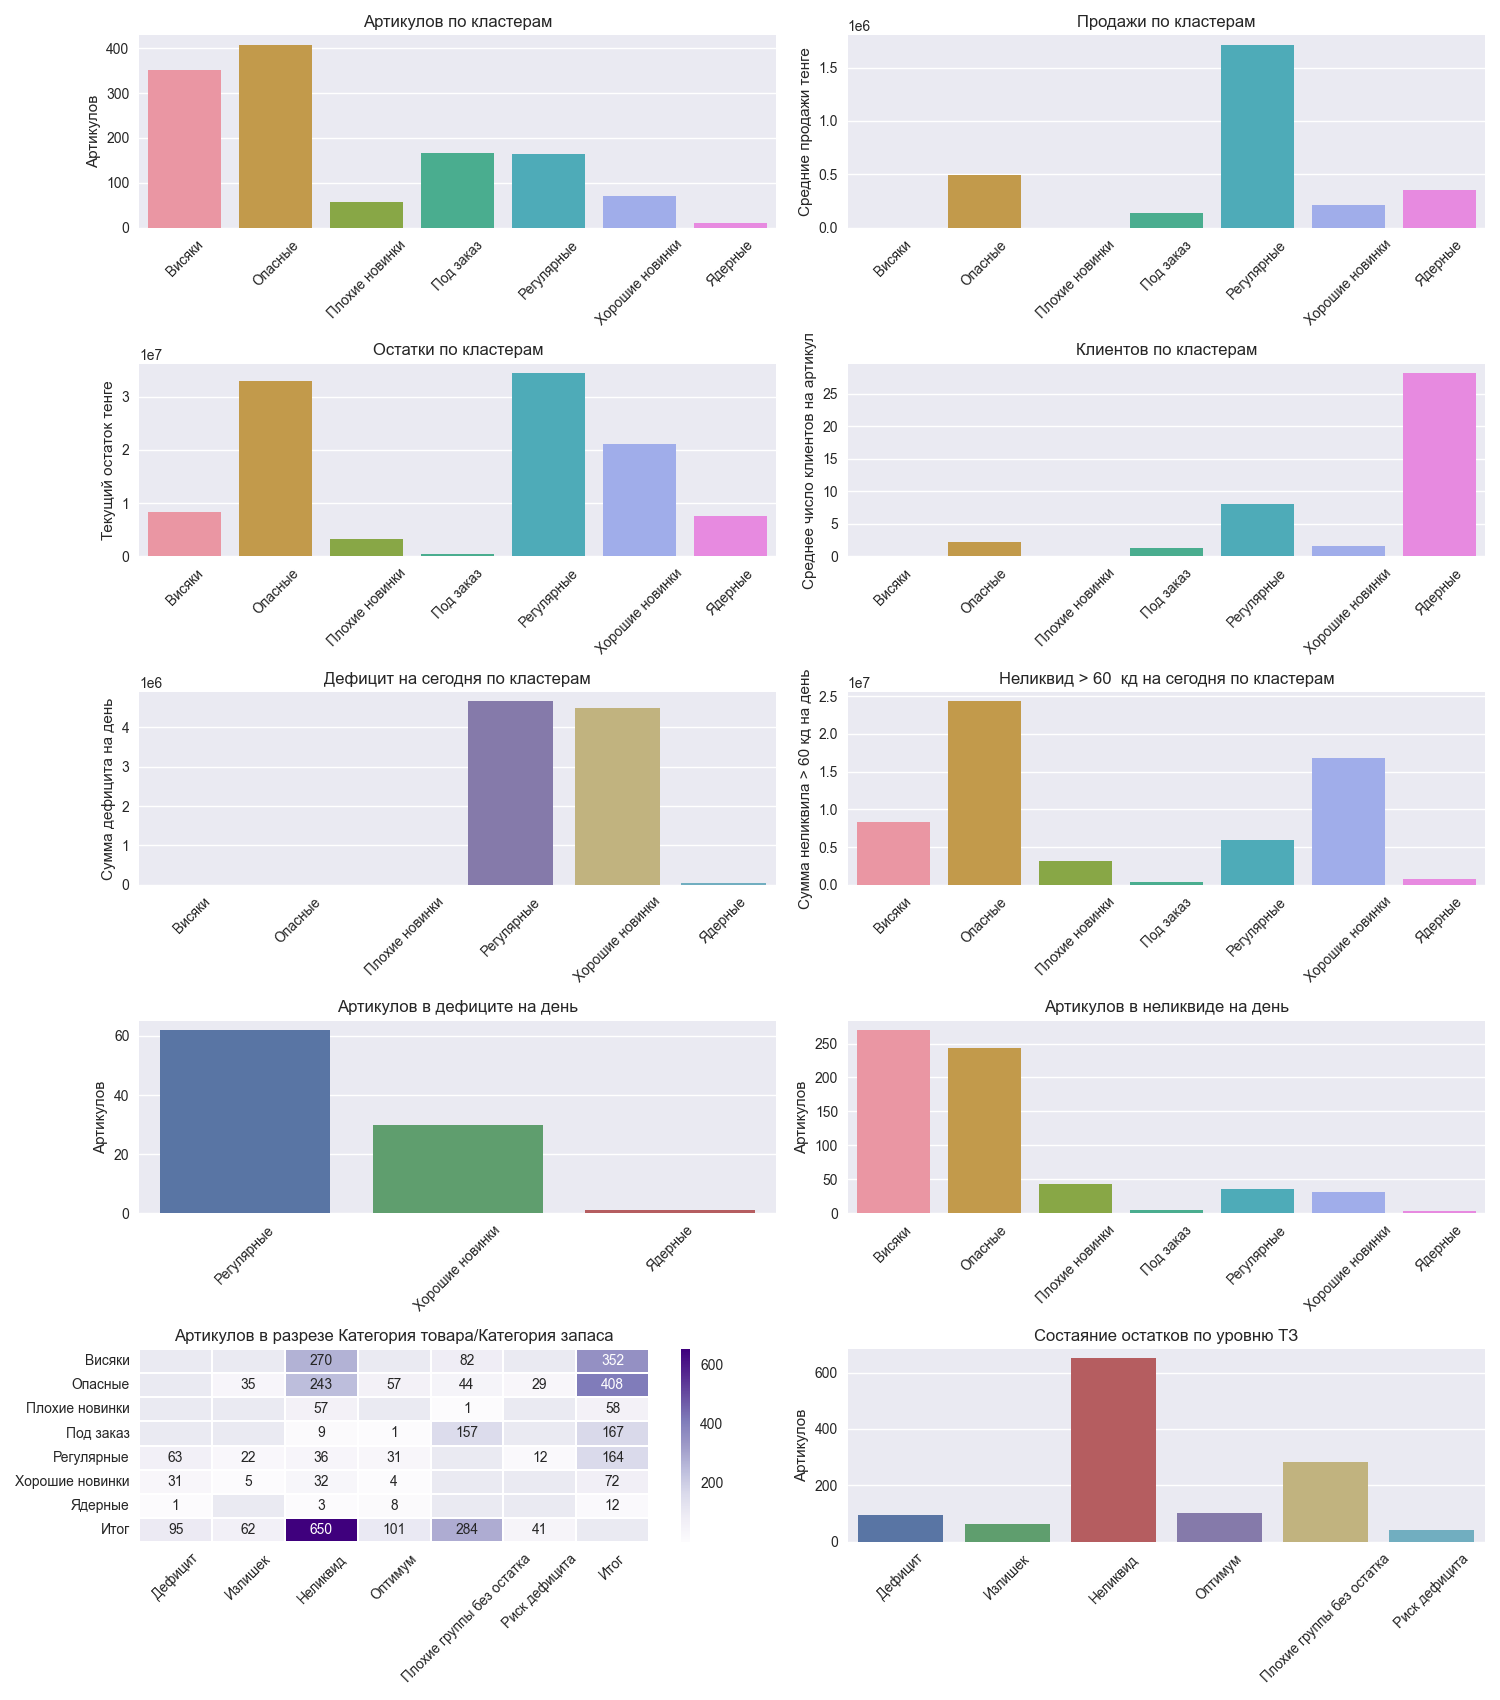 Артикулов по кластерам
Артикулов
400
300
200
100
0
Висяки
Опасные
Плохие новинки
Под заказ
Регулярные
Хорошие новинки
Ядерные
Продажи по кластерам
1e6
Средние продажи тенге
1.5
1.0
0.5
0.0
Висяки
Опасные
Плохие новинки
Под заказ
Регулярные
Хорошие новинки
Ядерные
Остатки по кластерам
1e7
Текущий остаток тенге
3
2
1
0
Висяки
Опасные
Плохие новинки
Под заказ
Регулярные
Хорошие новинки
Ядерные
Клиентов по кластерам
Среднее число клиентов на артикул
25
20
15
10
5
0
Висяки
Опасные
Плохие новинки
Под заказ
Регулярные
Хорошие новинки
Ядерные
Дефицит на сегодня по кластерам
1e6
Сумма дефицита на день
4
3
2
1
0
Висяки
Опасные
Плохие новинки
Регулярные
Хорошие новинки
Ядерные
Неликвид > 60 кд на сегодня по кластерам
1e7
Сумма неликвила > 60 кд на день
2.5
2.0
1.5
1.0
0.5
0.0
Висяки
Опасные
Плохие новинки
Под заказ
Регулярные
Хорошие новинки
Ядерные
Артикулов в дефиците на день
Артикулов
60
40
20
0
Регулярные
Хорошие новинки
Ядерные
Артикулов в неликвиде на день
Артикулов
250
200
150
100
50
0
Висяки
Опасные
Плохие новинки
Под заказ
Регулярные
Хорошие новинки
Ядерные
Артикулов в разрезе Категория товара/Категория запаса
Висяки 270 82 352
Опасные 35 243 57 44 29 408
Плохие новинки 57 1 58
Под заказ 9 1 157 167
Регулярные 63 22 36 31 12 164
Хорошие новинки 31 5 32 4 72
Ядерные 1 3 8 12
Итог 95 62 650 101 284 41
Дефицит
Излишек
Неликвид
Оптимум
Плохие группы без остатка
Риск дефицита
Итог
600
400
200
Состаяние остатков по уровню ТЗ
Артикулов
600
400
200
0
Дефицит
Излишек
Неликвид
Оптимум
Плохие группы без остатка
Риск дефицита